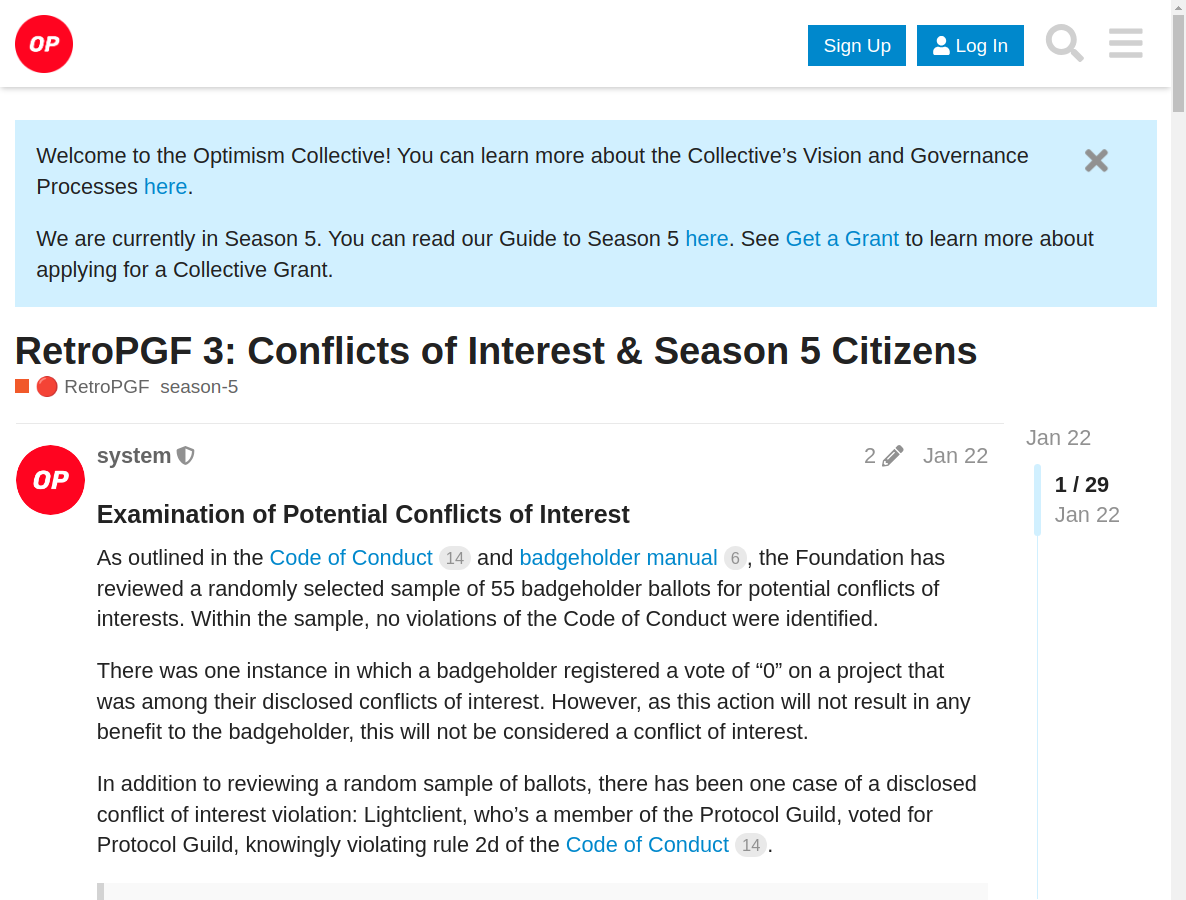 OP
Sign Up
Log In
Welcome to the Optimism Collective! You can learn more about the Collective’s Vision and Governance
Processes here.
We are currently in Season 5. You can read our Guide to Season 5 here. See Get a Grant to learn more about
applying for a Collective Grant.
RetroPGF 3: Conflicts of Interest & Season 5 Citizens
RetroPGF season-5
Jan 22
1 / 29
Jan 22
OP
system
2
Jan 22
Examination of Potential Conflicts of Interest
As outlined in the Code of Conduct 14 and badgeholder manual 6, the Foundation has
reviewed a randomly selected sample of 55 badgeholder ballots for potential conflicts of
interests. Within the sample, no violations of the Code of Conduct were identified.
There was one instance in which a badgeholder registered a vote of “0” on a project that
was among their disclosed conflicts of interest. However, as this action will not result in any
benefit to the badgeholder, this will not be considered a conflict of interest.
In addition to reviewing a random sample of ballots, there has been one case of a disclosed
conflict of interest violation: Lightclient, who’s a member of the Protocol Guild, voted for
Protocol Guild, knowingly violating rule 2d of the Code of Conduct 14.